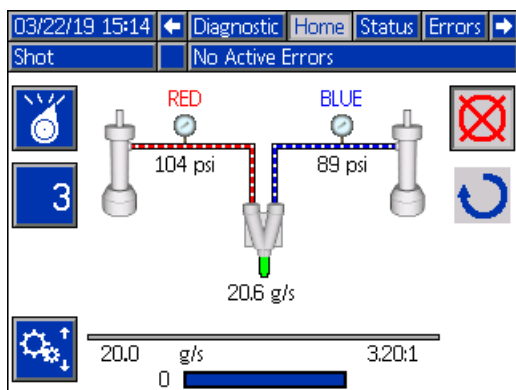 03/22/19 15:14 Diagnostic Home Status Errors
Shot No Active Errors
RED BLUE
104 psi 89 psi
3
20.6 g/s
20.0 g/s 3.20:1
0